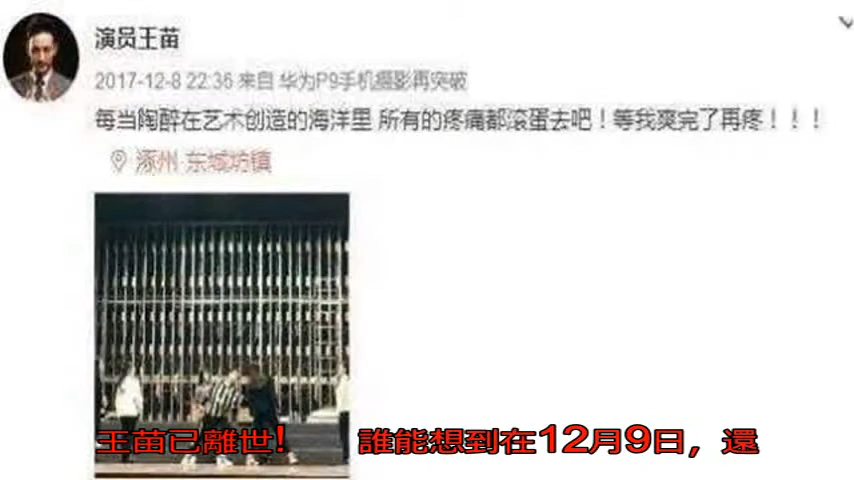 演员王苗
2017-12-8 22:36 来自 华为P9手机摄影再突破
每当陶醉在艺术创造的海洋里 所有的疼痛都滚蛋去吧！等我爽完了再疼！！！
涿州·东城坊镇
王苗已離世！ 誰能想到在12月9日，還